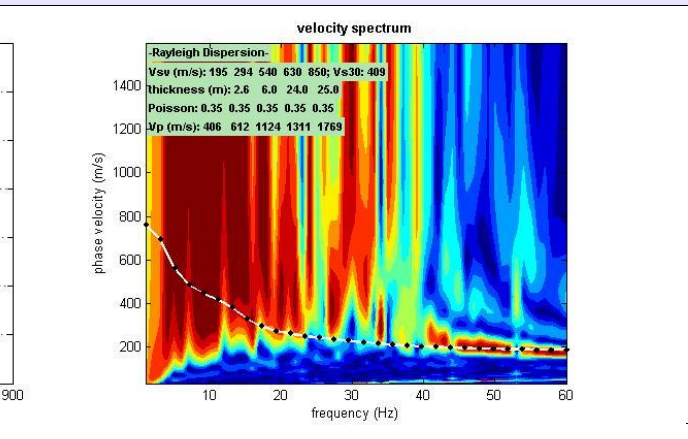 velocity spectrum
-Rayleigh Dispersion-
Vsv (m/s): 195 294 540 630 850; Vs30: 409
thickness (m): 2.6 6.0 24.0 25.0
Poisson: 0.35 0.35 0.35 0.35 0.35
Vp (m/s): 406 612 1124 1311 1769
1400
1200
1000
800
600
400
200
phase velocity (m/s)
900
10 20 30 40 50 60
frequency (Hz)